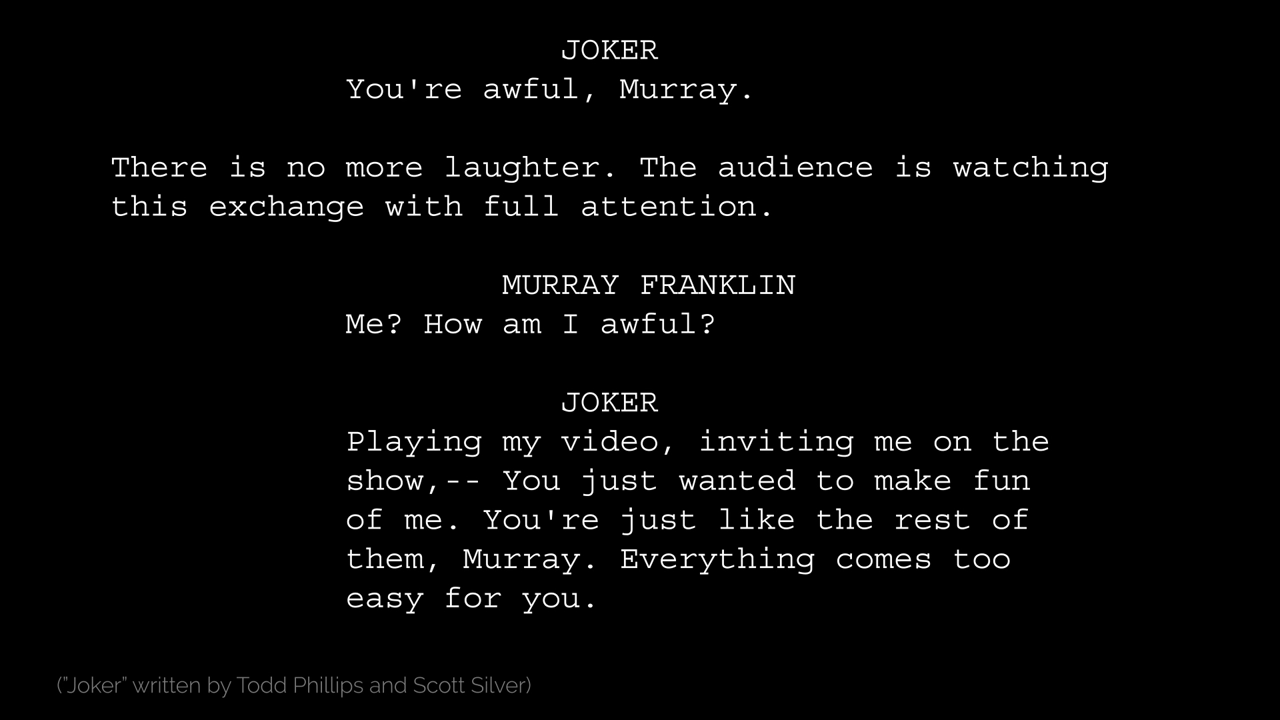 JOKER
You're awful, Murray.
There is no more laughter. The audience is watching
this exchange with full attention.
MURRAY FRANKLIN
Me? How am I awful?
JOKER
Playing my video, inviting me on the
show,-- You just wanted to make fun
of me. You're just like the rest of
them, Murray. Everything comes too
easy for you.
("Joker" written by Todd Phillips and Scott Silver)